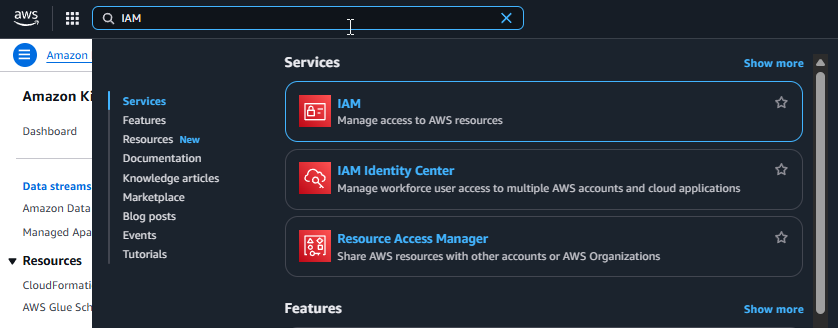 aws
IAM
Amazon
Amazon Ki
Dashboard
Data streams
Amazon Data
Managed Apa
Resources
CloudFormatio
AWS Glue Sch
Services
Features
Resources New
Documentation
Knowledge articles
Marketplace
Blog posts
Events
Tutorials
Services
Show more
IAM
Manage access to AWS resources
IAM Identity Center
Manage workforce user access to multiple AWS accounts and cloud applications
Resource Access Manager
Share AWS resources with other accounts or AWS Organizations
Features
Show more